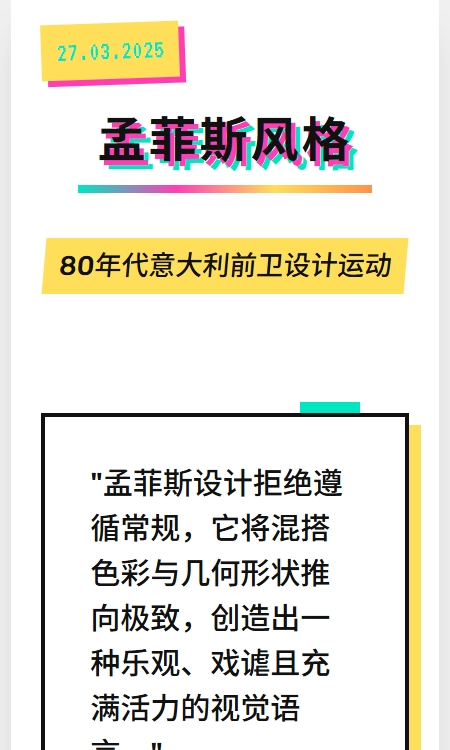 27.03.2025
孟菲斯风格
80年代意大利前卫设计运动
"孟菲斯设计拒绝遵
循常规，它将混搭
色彩与几何形状推
向极致，创造出一
种乐观、戏谑且充
满活力的视觉语
言。"